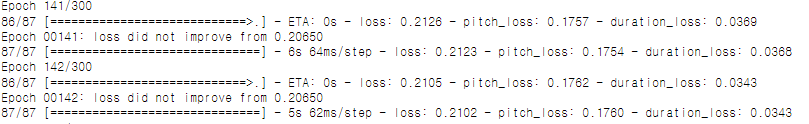 Epoch 141/300
86/87 [============================>.] - ETA: 0s - loss: 0.2126 - pitch_loss: 0.1757 - duration_loss: 0.0369
Epoch 00141: loss did not improve from 0.20650
87/87 [==============================] - 6s 64ms/step - loss: 0.2123 - pitch_loss: 0.1754 - duration_loss: 0.0368
Epoch 142/300
86/87 [============================>.] - ETA: 0s - loss: 0.2105 - pitch_loss: 0.1762 - duration_loss: 0.0343
Epoch 00142: loss did not improve from 0.20650
87/87 [==============================] - 5s 62ms/step - loss: 0.2102 - pitch_loss: 0.1760 - duration_loss: 0.0343